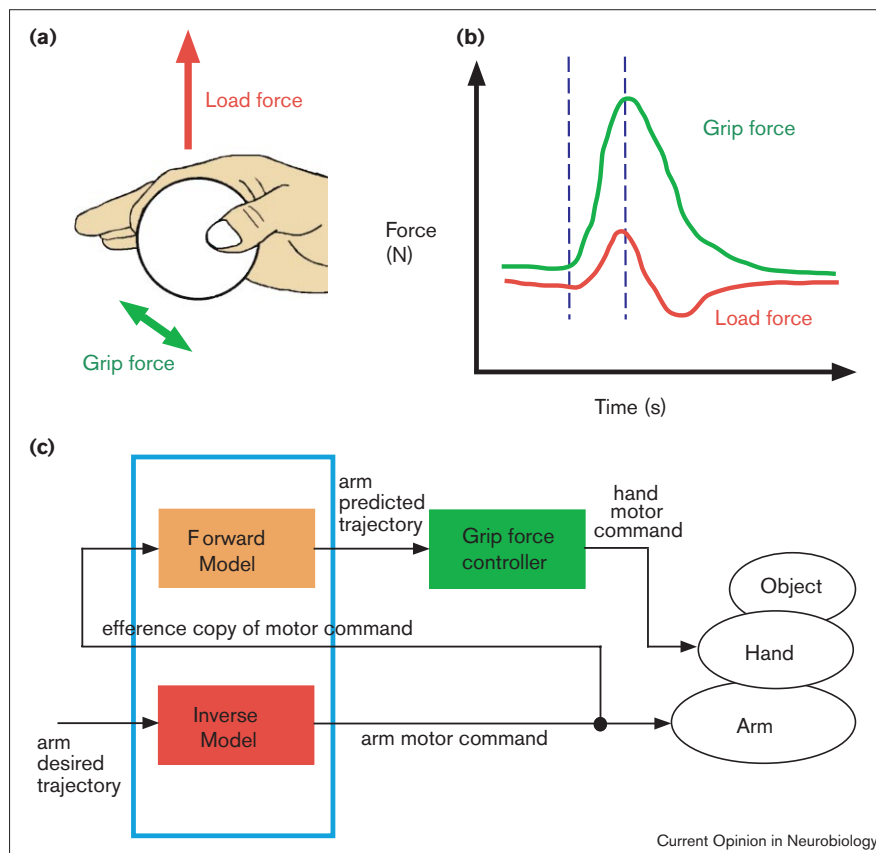 (a)
Load force
Grip force
(b)
Grip force
Force
(N)
Load force
Time (s)
(c)
arm
predicted
trajectory
hand
motor
command
Forward
Model
Grip force
controller
Object
efference copy of motor command
Hand
Inverse
Model
arm
desired
trajectory
arm motor command
Arm
Current Opinion in Neurobiology